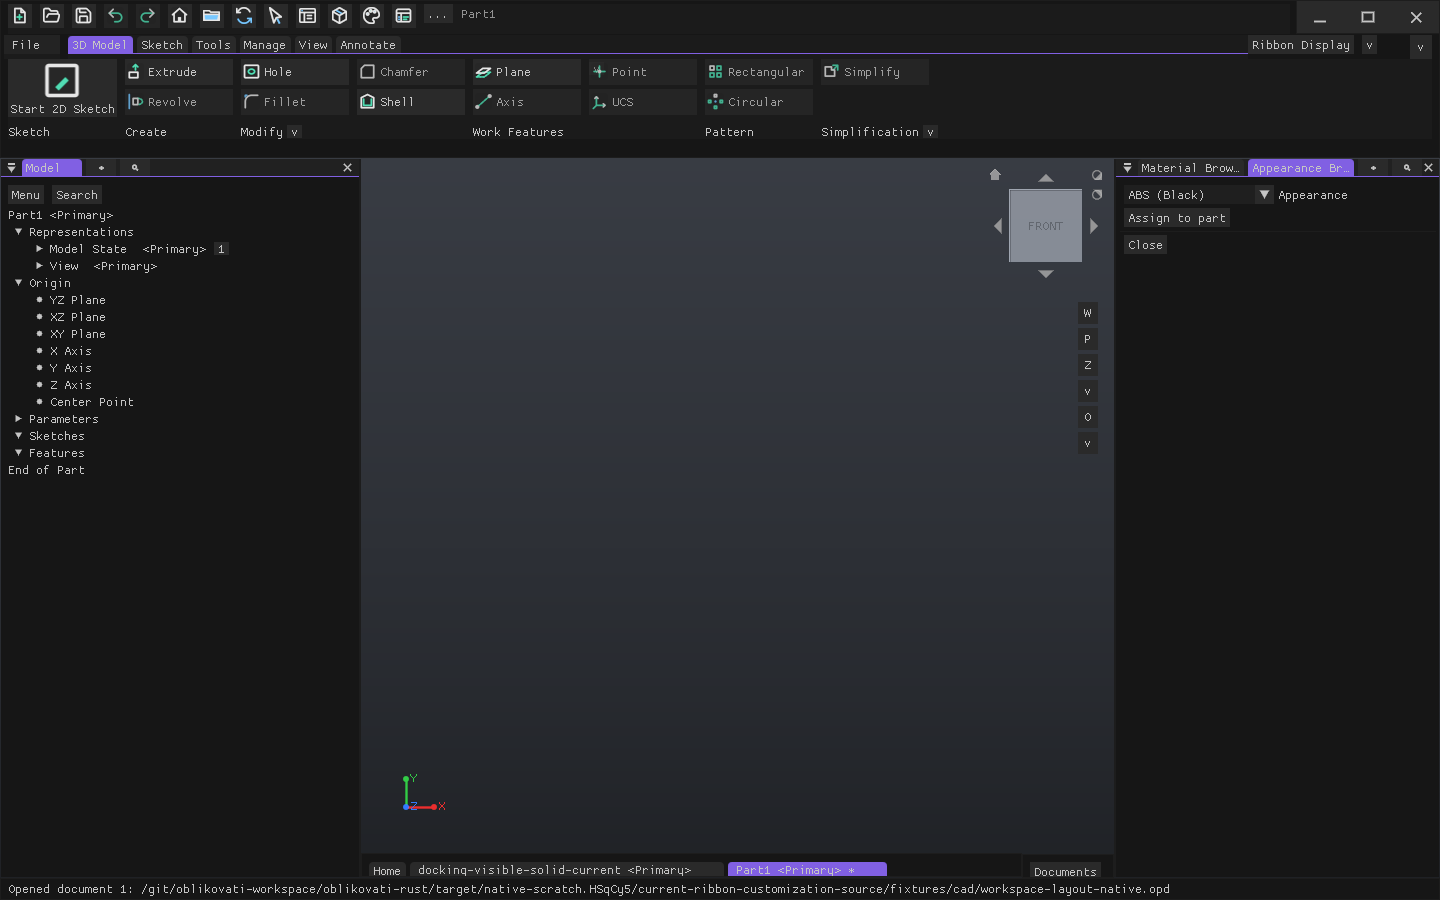 ... Part1
File 3D Model Sketch Tools Manage View Annotate Ribbon Display v v
Start 2D Sketch
Extrude Hole Chamfer Plane Point Rectangular Simplify
Revolve Fillet Shell Axis UCS Circular
Sketch Create Modify v Work Features Pattern Simplification v
Model
Menu Search
Part1 <Primary>
Representations
Model State <Primary> 1
View <Primary>
Origin
YZ Plane
XZ Plane
XY Plane
X Axis
Y Axis
Z Axis
Center Point
Parameters
Sketches
Features
End of Part
FRONT
W
P
Z
v
O
v
Y
Z X
Material Brow… Appearance Br…
ABS (Black) Appearance
Assign to part
Close
Home docking-visible-solid-current <Primary> Part1 <Primary> * Documents
Opened document 1: /git/oblikovati-workspace/oblikovati-rust/target/native-scratch.HSqCy5/current-ribbon-customization-source/fixtures/cad/workspace-layout-native.opd